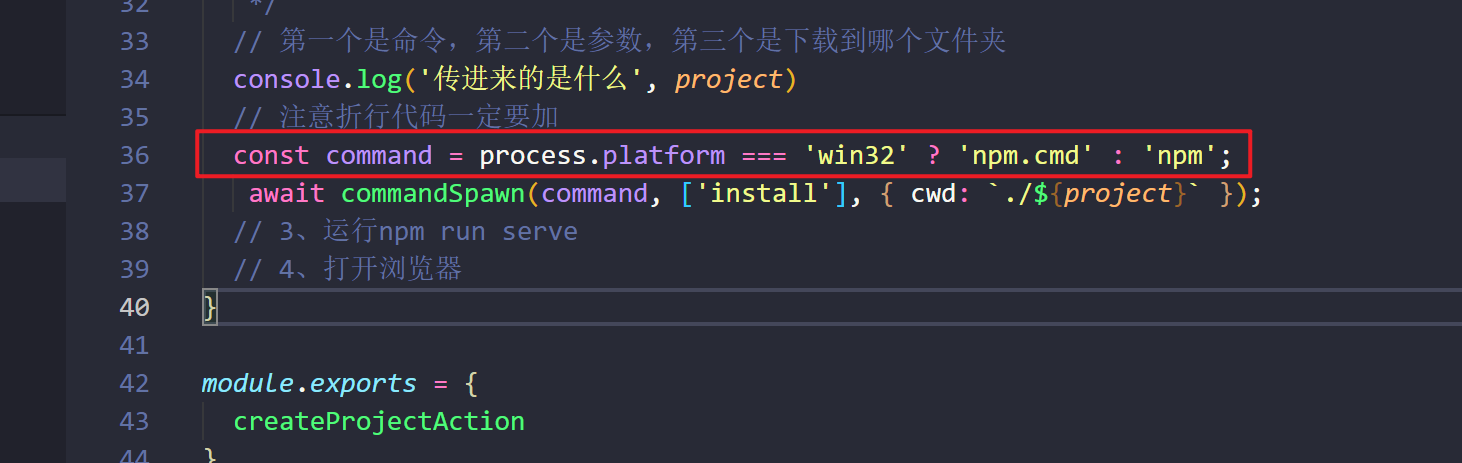 32 */
33 // 第一个是命令，第二个是参数，第三个是下载到哪个文件夹
34 console.log('传进来的是什么', project)
35 // 注意折行代码一定要加
36 const command = process.platform === 'win32' ? 'npm.cmd' : 'npm';
37 await commandSpawn(command, ['install'], { cwd: `./${project}` });
38 // 3、运行npm run serve
39 // 4、打开浏览器
40 }
41
42 module.exports = {
43 createProjectAction
44 }